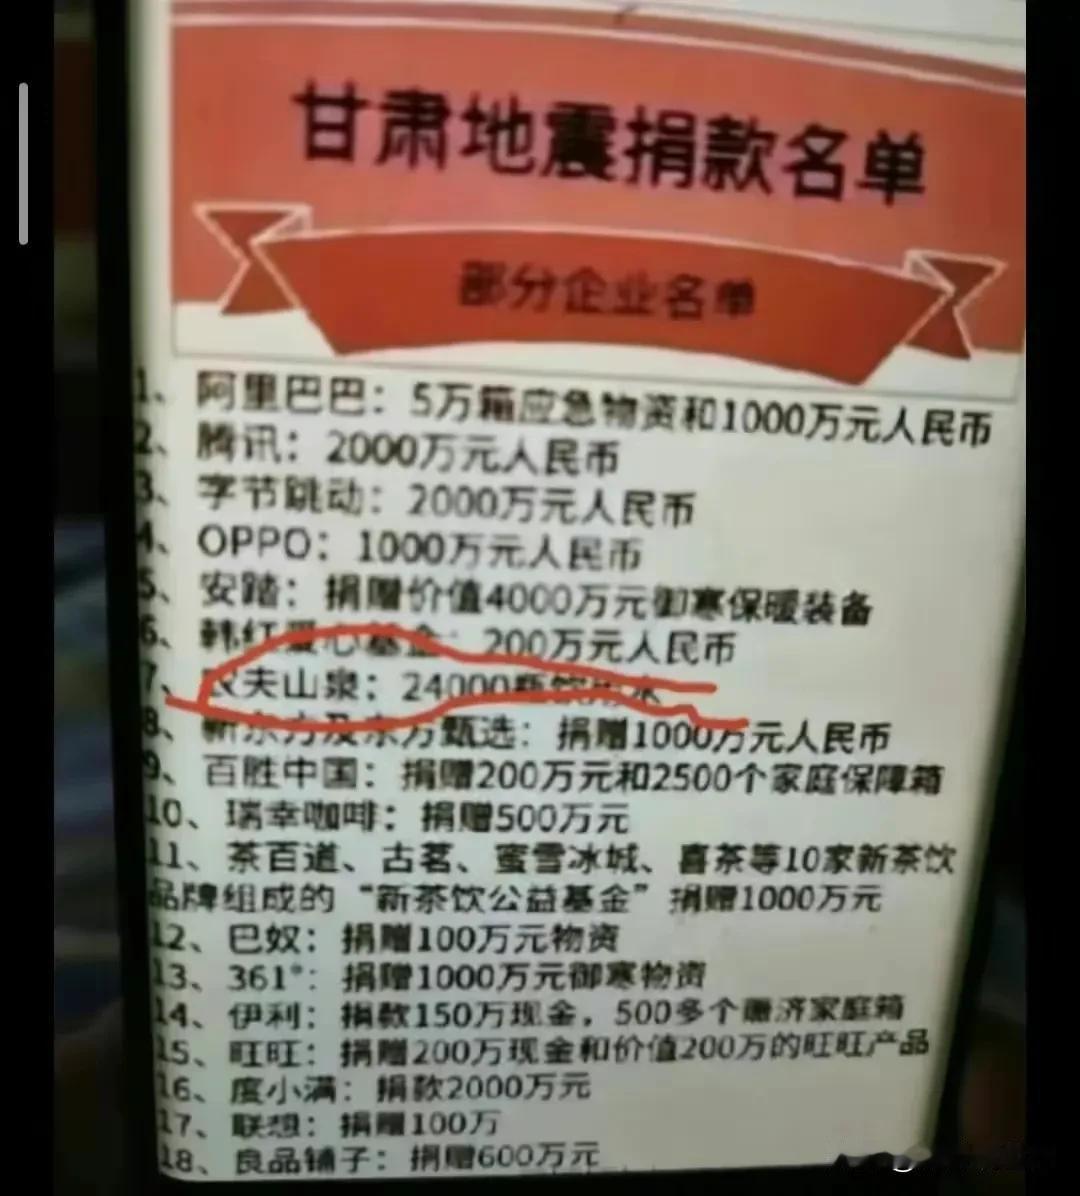 甘肃地震捐款名单
部分企业名单
1、阿里巴巴：5万箱应急物资和1000万元人民币
2、腾讯：2000万元人民币
3、字节跳动：2000万元人民币
4、OPPO：1000万元人民币
5、安踏：捐赠价值4000万元御寒保暖装备
6、韩红爱心基金：200万元人民币
7、农夫山泉：24000瓶饮用水
8、新东方及东方甄选：捐赠1000万元人民币
9、百胜中国：捐赠200万元和2500个家庭保障箱
10、瑞幸咖啡：捐赠500万元
11、茶百道、古茗、蜜雪冰城、喜茶等10家新茶饮
品牌组成的“新茶饮公益基金”捐赠1000万元
12、巴奴：捐赠100万元物资
13、361°：捐赠1000万元御寒物资
14、伊利：捐款150万现金，500多个赈济家庭箱
15、旺旺：捐赠200万现金和价值200万的旺旺产品
16、度小满：捐款2000万元
17、联想：捐赠100万
18、良品铺子：捐赠600万元